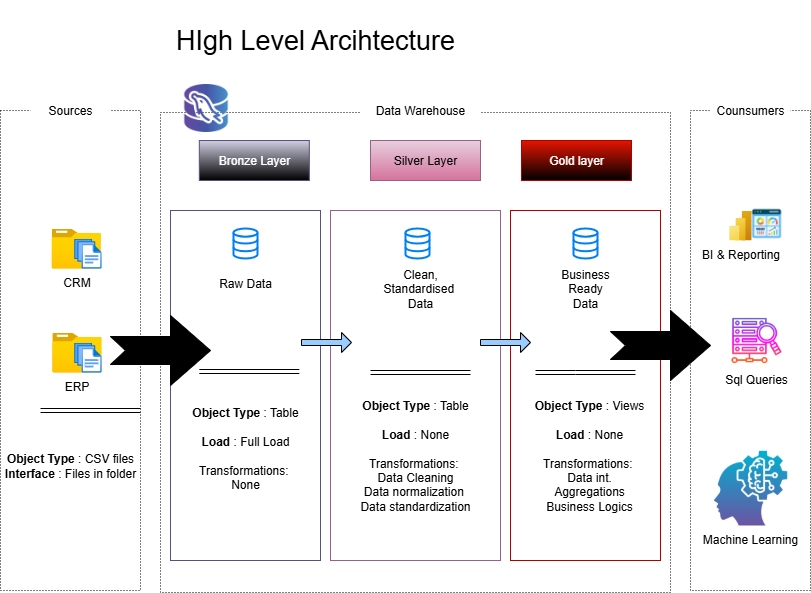 HIgh Level Arcihtecture
Sources
Data Warehouse
Counsumers
Bronze Layer
Silver Layer
Gold layer
CRM
ERP
Object Type : CSV files
Interface : Files in folder
Raw Data
Object Type : Table
Load : Full Load
Transformations:
None
Clean,
Standardised
Data
Object Type : Table
Load : None
Transformations:
Data Cleaning
Data normalization
Data standardization
Business
Ready
Data
Object Type : Views
Load : None
Transformations:
Data int.
Aggregations
Business Logics
BI & Reporting
Sql Queries
Machine Learning